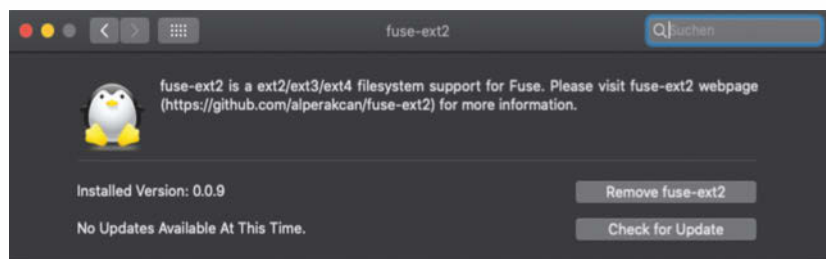 fuse-ext2
Suchen
fuse-ext2 is a ext2/ext3/ext4 filesystem support for Fuse. Please visit fuse-ext2 webpage
(https://github.com/alperakcan/fuse-ext2) for more information.
Installed Version: 0.0.9
Remove fuse-ext2
No Updates Available At This Time.
Check for Update